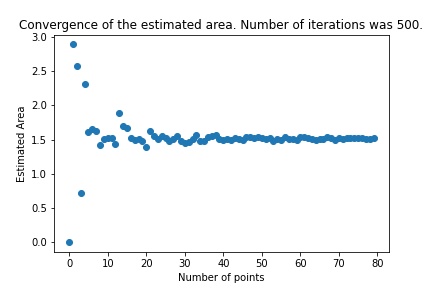 Convergence of the estimated area. Number of iterations was 500.
3.0
2.5
2.0
1.5
1.0
0.5
0.0
Estimated Area
0 10 20 30 40 50 60 70 80
Number of points